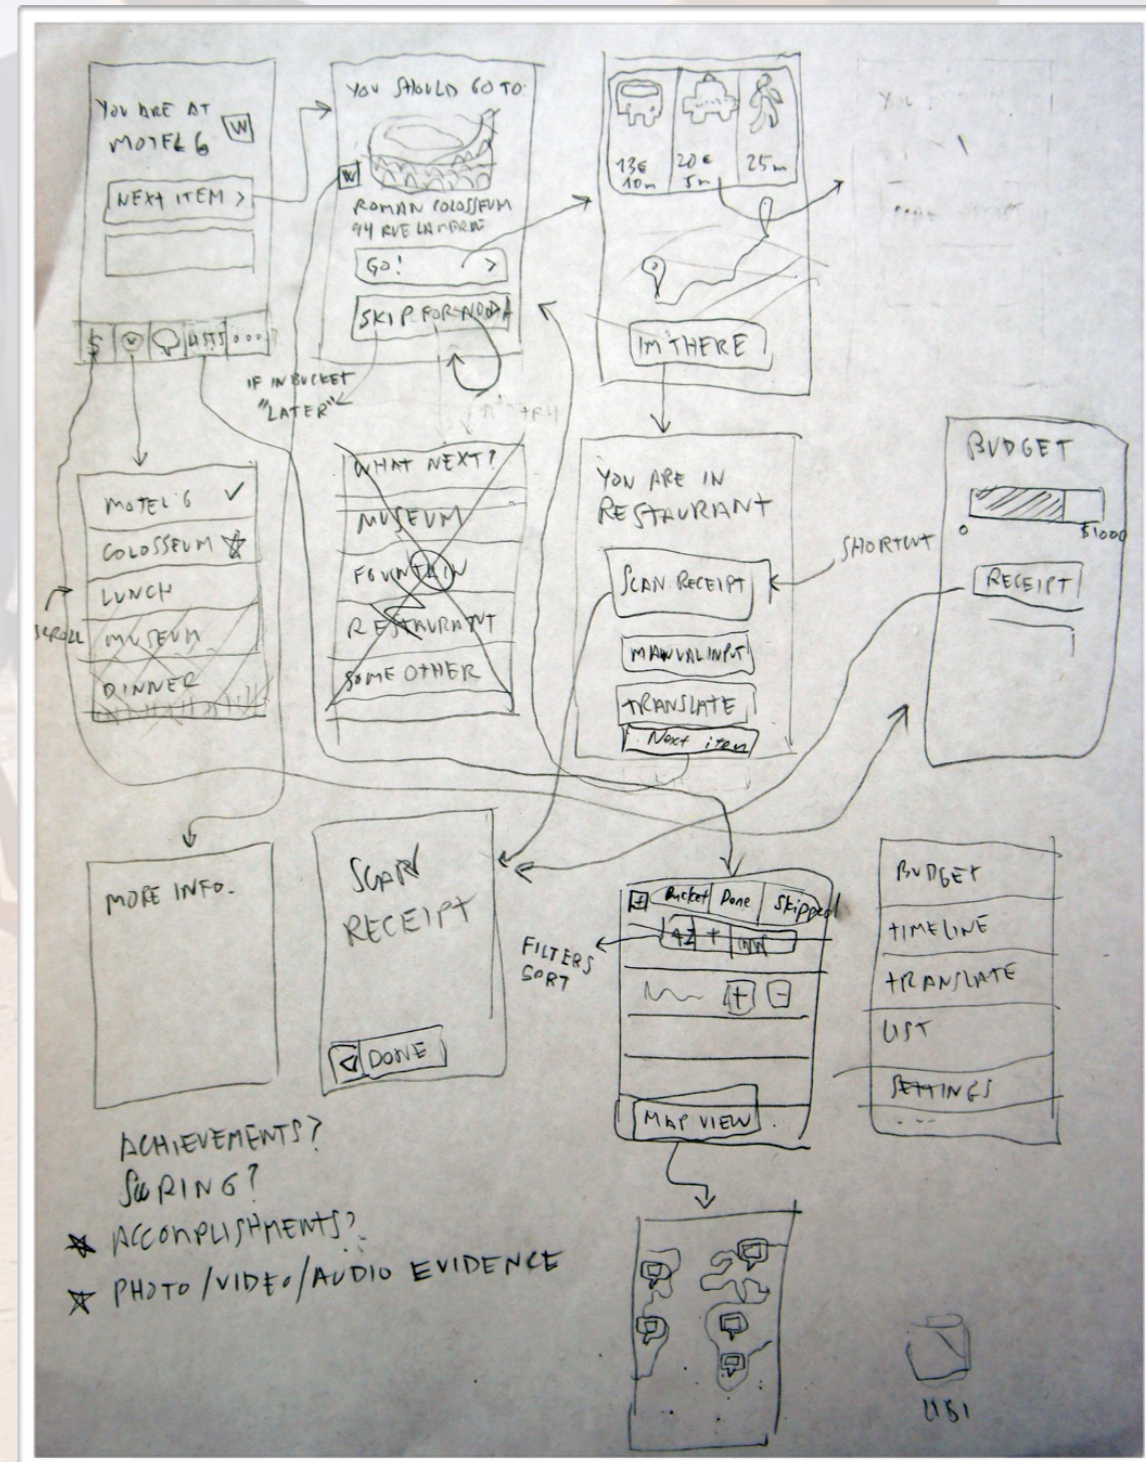 YOU ARE AT
MOTEL 6
W
NEXT ITEM >
$
LISTS
...
YOU SHOULD GO TO:
W
ROMAN COLOSSEUM
94 RUE
GO! >
SKIP FOR NOW
IF IN BUCKET
"LATER"
13€
10m
20€
5m
25m
I'M THERE
MOTEL 6 ✓
COLOSSEUM
LUNCH
MUSEUM
DINNER
SCROLL
WHAT NEXT?
MUSEUM
FOUNTAIN
RESTAURANT
SOME OTHER
YOU ARE IN
RESTAURANT
SCAN RECEIPT
MANUAL INPUT
TRANSLATE
Next item
SHORTCUT
BUDGET
0
$1000
RECEIPT
MORE INFO.
SCAN
RECEIPT
DONE
+ Bucket Done Skipped
AZ +
FILTERS
SORT
+ -
MAP VIEW
BUDGET
TIMELINE
TRANSLATE
LIST
SETTINGS
...
ACHIEVEMENTS?
SCORING?
ACCOMPLISHMENTS?
PHOTO/VIDEO/AUDIO EVIDENCE